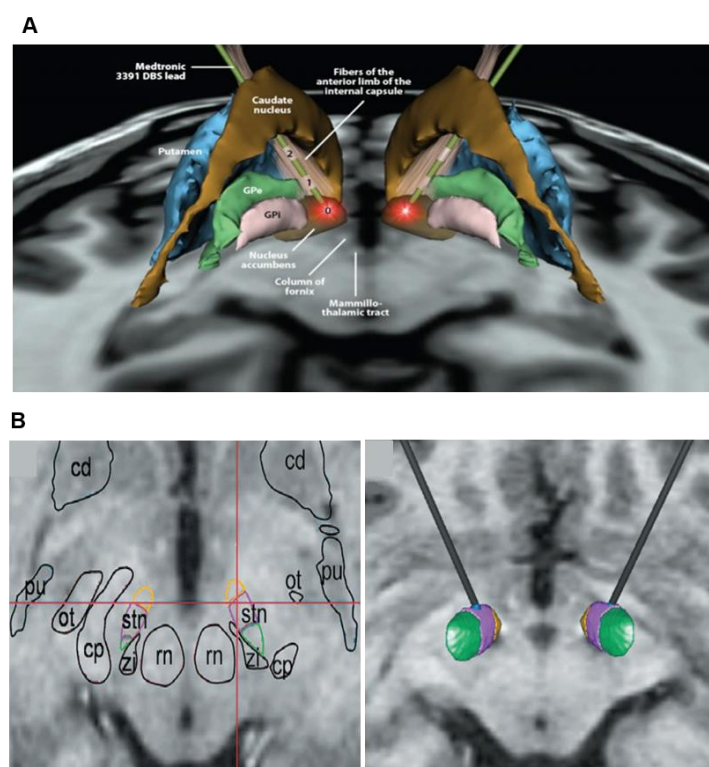 A
Medtronic
3391 DBS lead
Fibers of the
anterior limb of the
internal capsule
Caudate
nucleus
Putamen
2
1
GPe
0
GPi
Nucleus
accumbens
Column of
fornix
Mammillo-
thalamic tract
B
cd
cd
pu
ot
stn
ot
pu
cp
zi
rn
rn
zi
cp